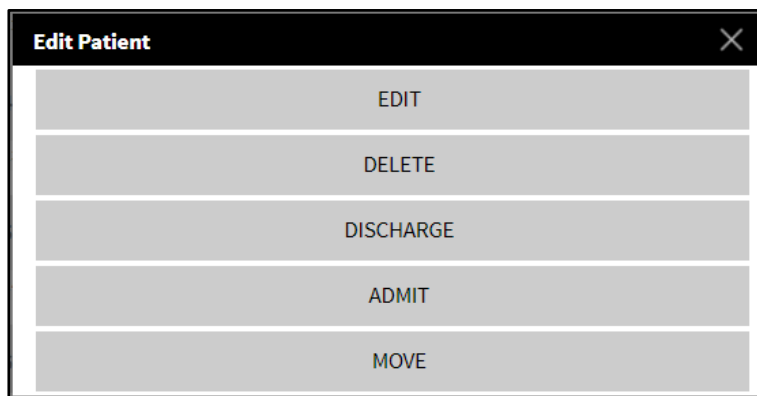 Edit Patient
EDIT
DELETE
DISCHARGE
ADMIT
MOVE